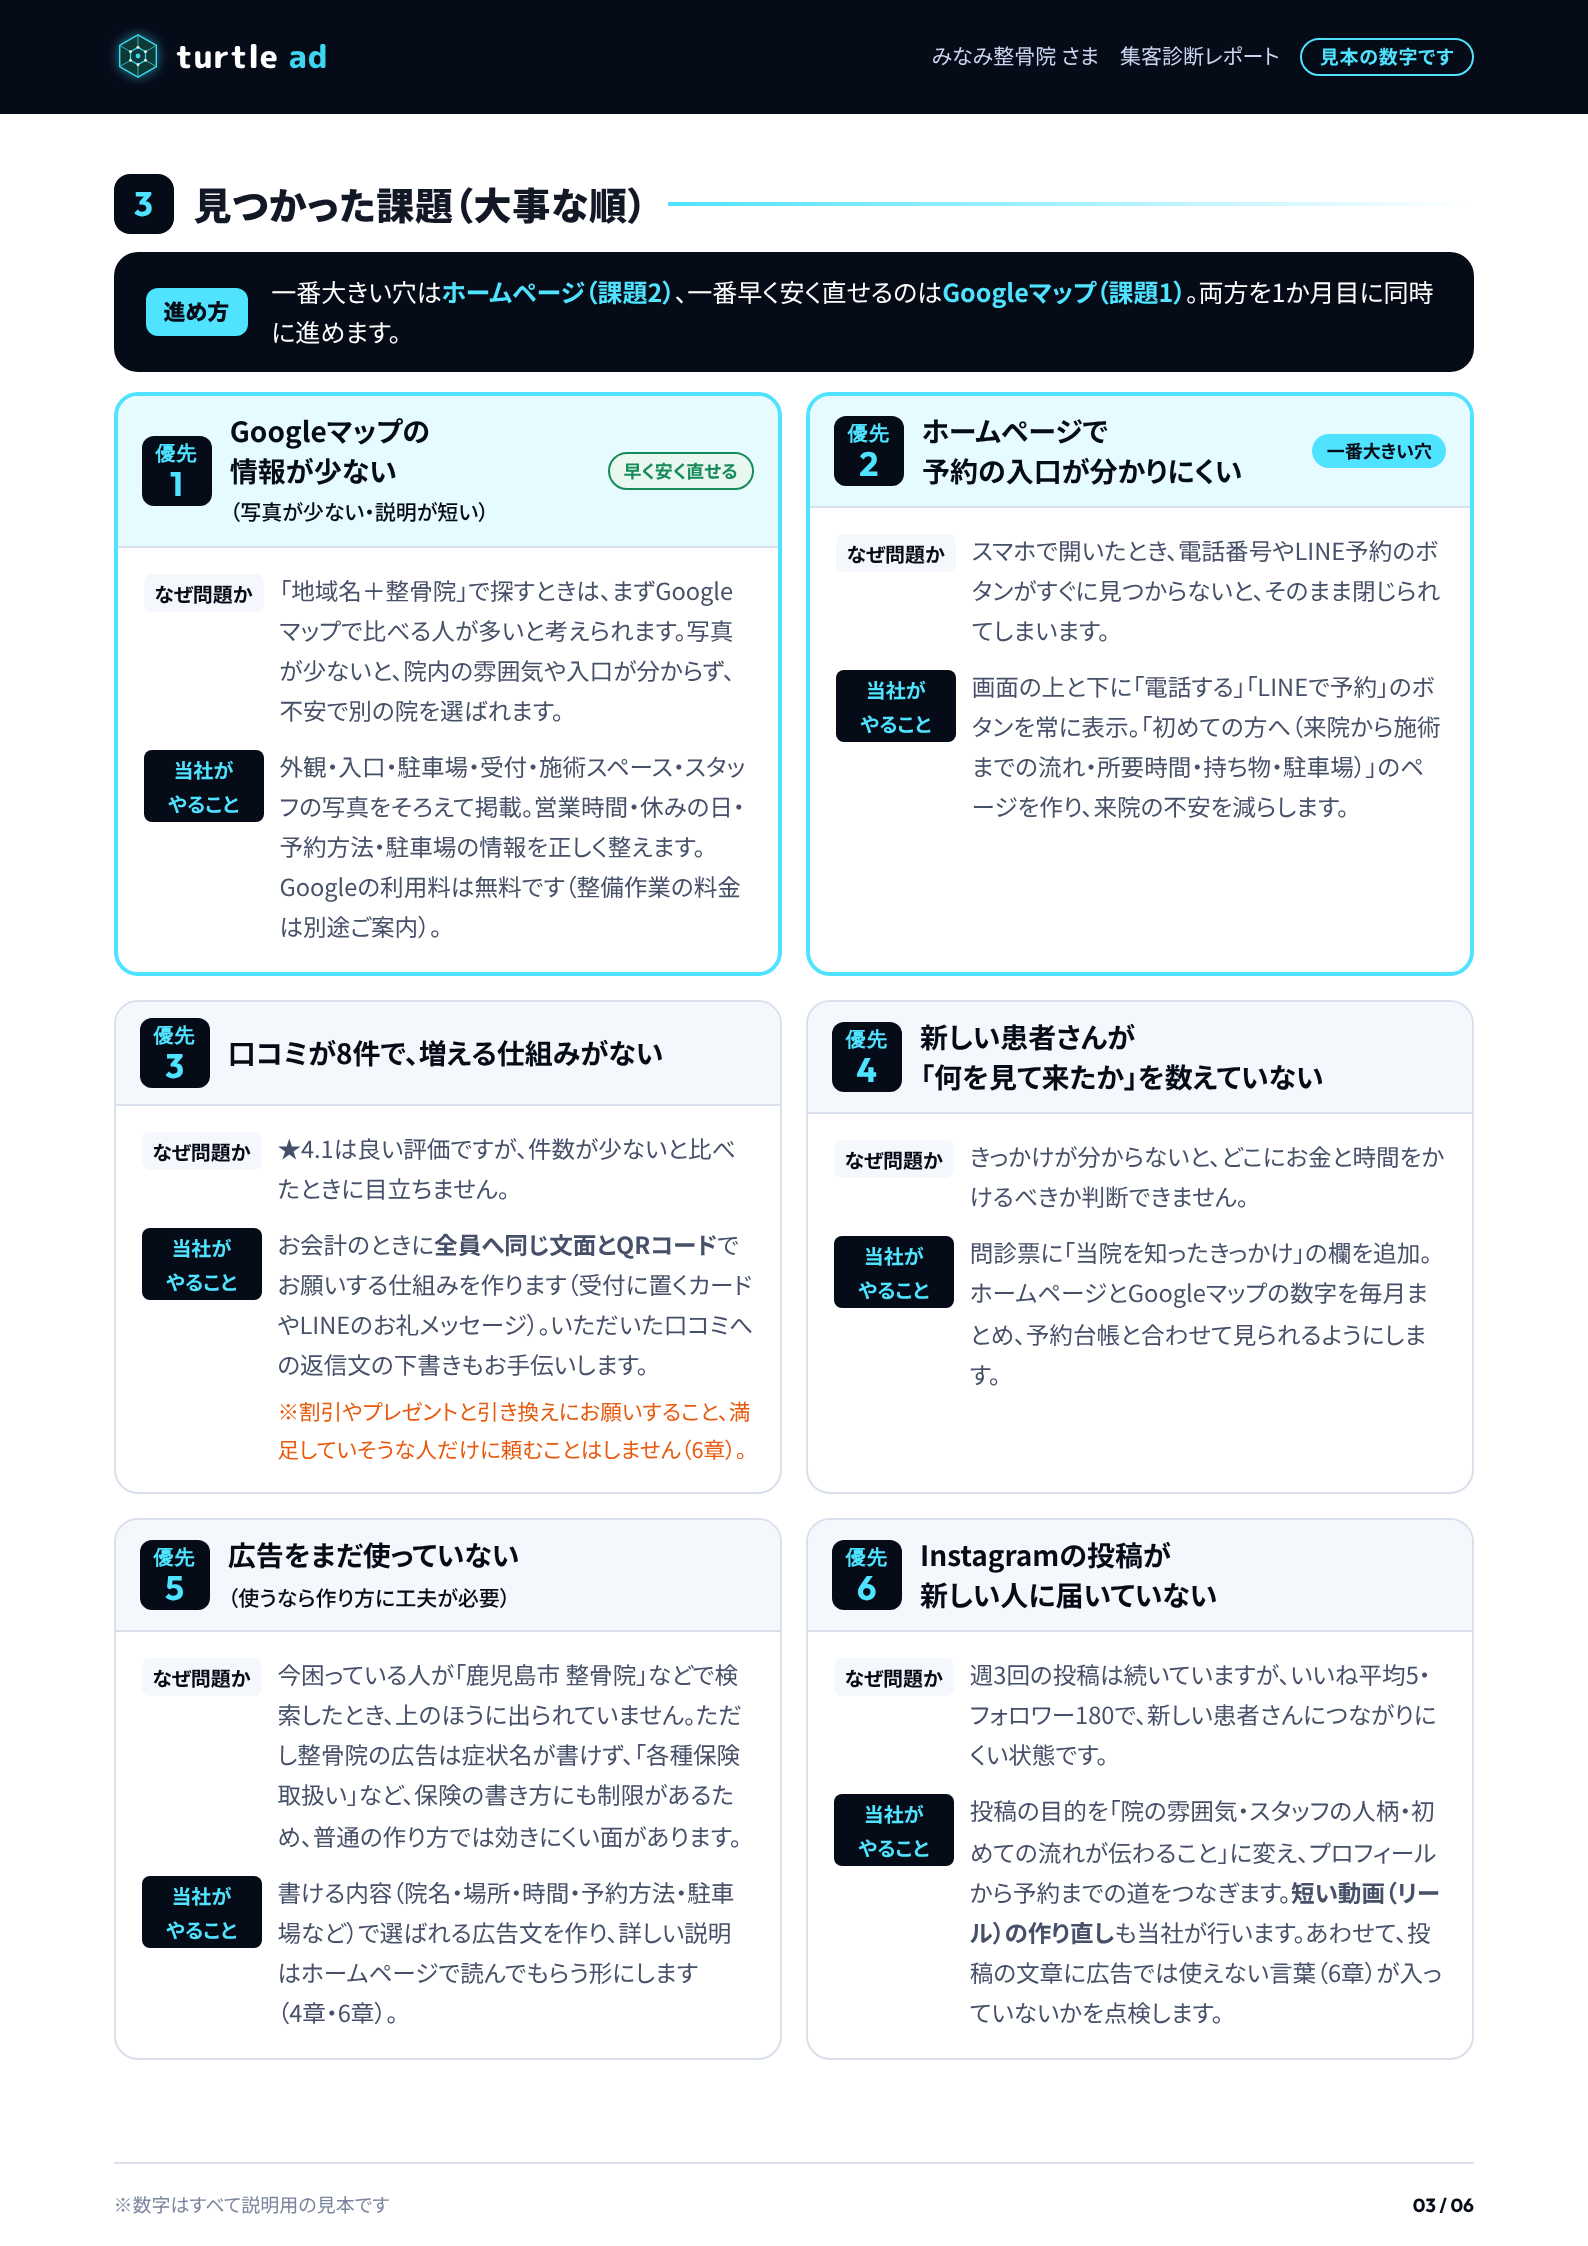 turtle ad
みなみ整骨院 さま 集客診断レポート 見本の数字です
3 見つかった課題（大事な順）
進め方
一番大きい穴はホームページ（課題2）、一番早く安く直せるのはGoogleマップ（課題1）。両方を1か月目に同時
に進めます。
優先
1
Googleマップの
情報が少ない
（写真が少ない・説明が短い）
早く安く直せる
なぜ問題か
「地域名＋整骨院」で探すときは、まずGoogle
マップで比べる人が多いと考えられます。写真
が少ないと、院内の雰囲気や入口が分からず、
不安で別の院を選ばれます。
当社が
やること
外観・入口・駐車場・受付・施術スペース・スタッ
フの写真をそろえて掲載。営業時間・休みの日・
予約方法・駐車場の情報を正しく整えます。
Googleの利用料は無料です（整備作業の料金
は別途ご案内）。
優先
2
ホームページで
予約の入口が分かりにくい
一番大きい穴
なぜ問題か
スマホで開いたとき、電話番号やLINE予約のボ
タンがすぐに見つからないと、そのまま閉じられ
てしまいます。
当社が
やること
画面の上と下に「電話する」「LINEで予約」のボ
タンを常に表示。「初めての方へ（来院から施術
までの流れ・所要時間・持ち物・駐車場）」のペ
ージを作り、来院の不安を減らします。
優先
3
口コミが8件で、増える仕組みがない
なぜ問題か
★4.1は良い評価ですが、件数が少ないと比べ
たときに目立ちません。
当社が
やること
お会計のときに全員へ同じ文面とQRコードで
お願いする仕組みを作ります（受付に置くカード
やLINEのお礼メッセージ）。いただいた口コミへ
の返信文の下書きもお手伝いします。
※割引やプレゼントと引き換えにお願いすること、満
足していそうな人だけに頼むことはしません（6章）。
優先
4
新しい患者さんが
「何を見て来たか」を数えていない
なぜ問題か
きっかけが分からないと、どこにお金と時間をか
けるべきか判断できません。
当社が
やること
問診票に「当院を知ったきっかけ」の欄を追加。
ホームページとGoogleマップの数字を毎月ま
とめ、予約台帳と合わせて見られるようにしま
す。
優先
5
広告をまだ使っていない
（使うなら作り方に工夫が必要）
なぜ問題か
今困っている人が「鹿児島市 整骨院」などで検
索したとき、上のほうに出られていません。ただ
し整骨院の広告は症状名が書けず、「各種保険
取扱い」など、保険の書き方にも制限があるた
め、普通の作り方では効きにくい面があります。
当社が
やること
書ける内容（院名・場所・時間・予約方法・駐車
場など）で選ばれる広告文を作り、詳しい説明
はホームページで読んでもらう形にします
（4章・6章）。
優先
6
Instagramの投稿が
新しい人に届いていない
なぜ問題か
週3回の投稿は続いていますが、いいね平均5・
フォロワー180で、新しい患者さんにつながりに
くい状態です。
当社が
やること
投稿の目的を「院の雰囲気・スタッフの人柄・初
めての流れが伝わること」に変え、プロフィール
から予約までの道をつなぎます。短い動画（リー
ル）の作り直しも当社が行います。あわせて、投
稿の文章に広告では使えない言葉（6章）が入っ
ていないかを点検します。
※数字はすべて説明用の見本です
03 / 06